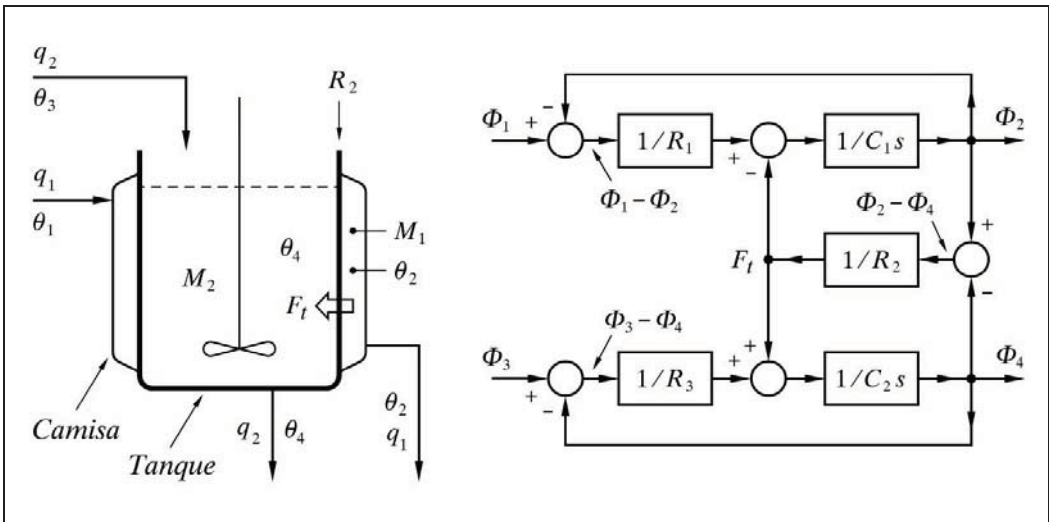 q₂
θ₃
R₂
q₁
θ₁
M₁
θ₄
θ₂
M₂
Fₜ
Camisa
Tanque
q₂ θ₄
θ₂
q₁
Φ₁ + − 1/R₁ + − 1/C₁s Φ₂
Φ₁ − Φ₂
Φ₂ − Φ₄
+
Fₜ 1/R₂
−
Φ₃ − Φ₄
Φ₃ + − 1/R₃ + + 1/C₂s Φ₄